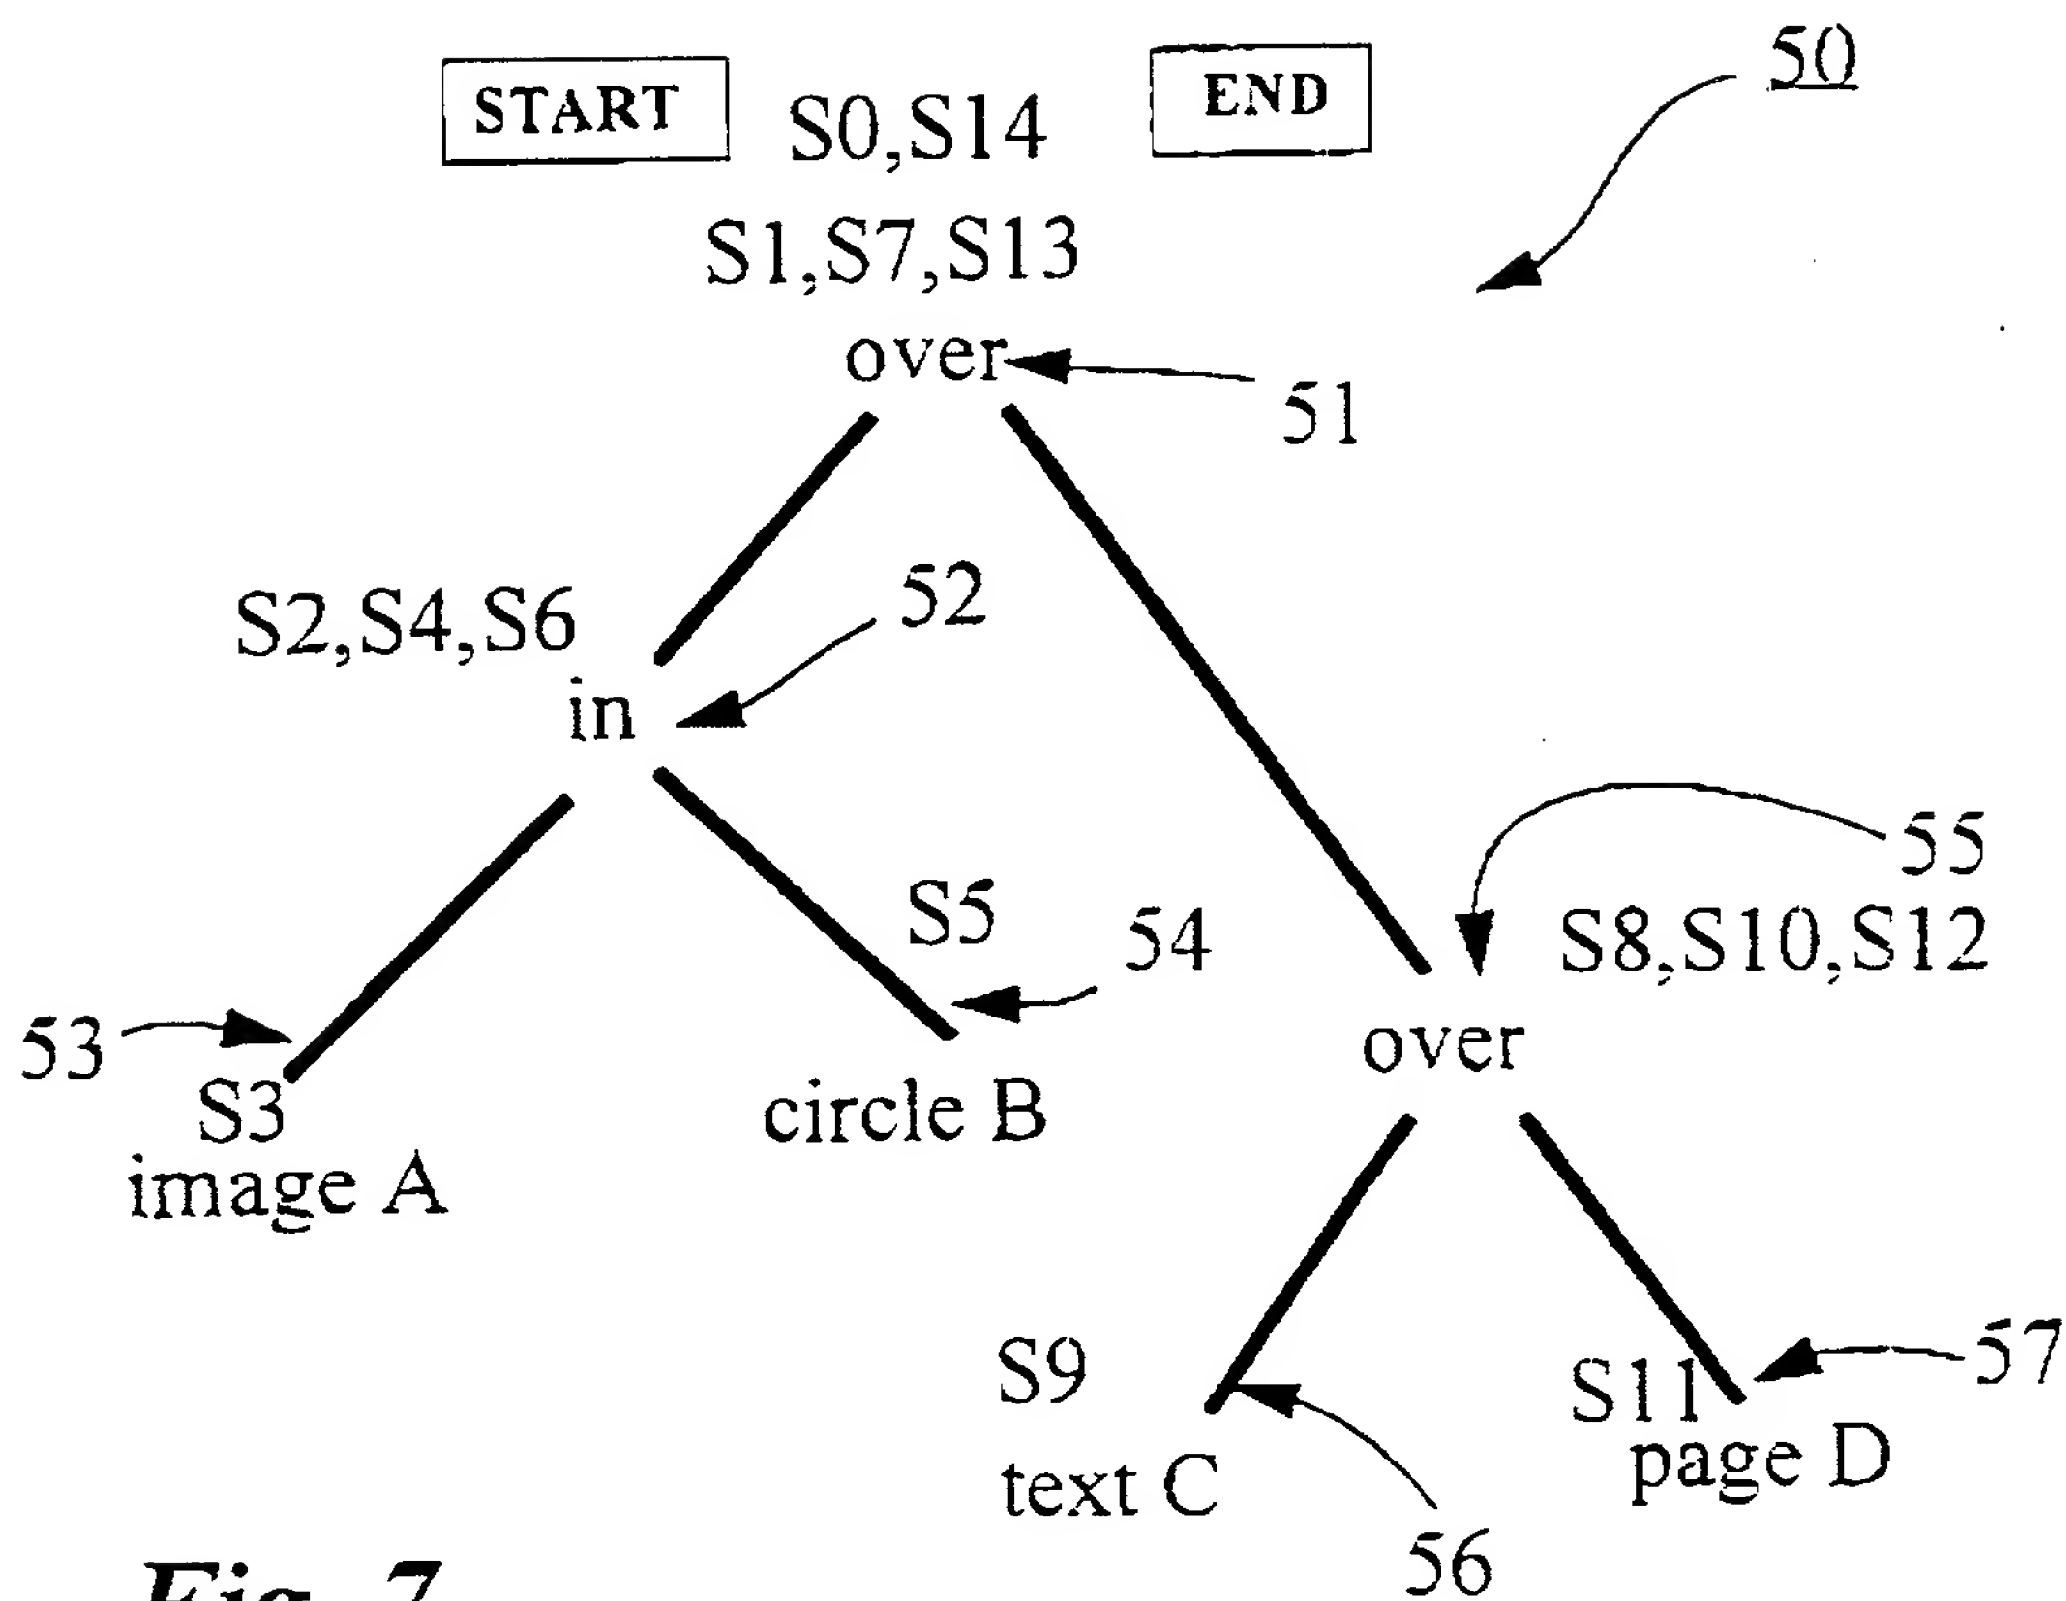 START S0,S14 END 50
S1,S7,S13
over
51
S2,S4,S6 52
in
55
S5 54 S8,S10,S12
53 over
S3 circle B
image A
S9 S11 57
text C page D
56
Fig. 7